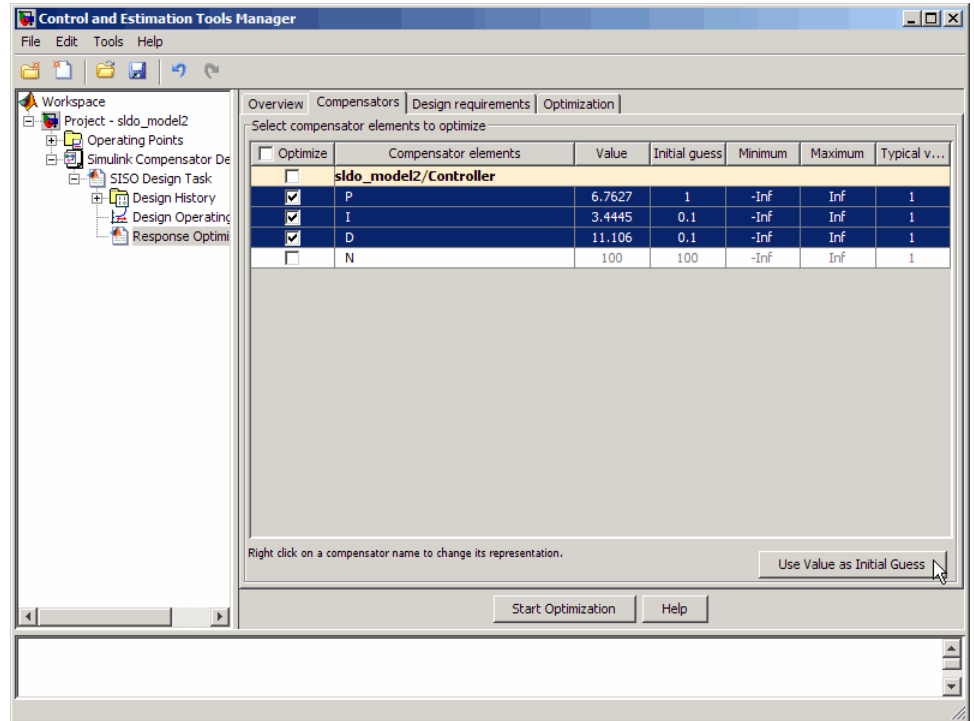 Control and Estimation Tools Manager
File Edit Tools Help
Workspace
Project - sldo_model2
Operating Points
Simulink Compensator De
SISO Design Task
Design History
Design Operating
Response Optimi
Overview Compensators Design requirements Optimization
Select compensator elements to optimize
Optimize Compensator elements Value Initial guess Minimum Maximum Typical v...
sldo_model2/Controller
P 6.7627 1 -Inf Inf 1
I 3.4445 0.1 -Inf Inf 1
D 11.106 0.1 -Inf Inf 1
N 100 100 -Inf Inf 1
Right click on a compensator name to change its representation.
Use Value as Initial Guess
Start Optimization Help